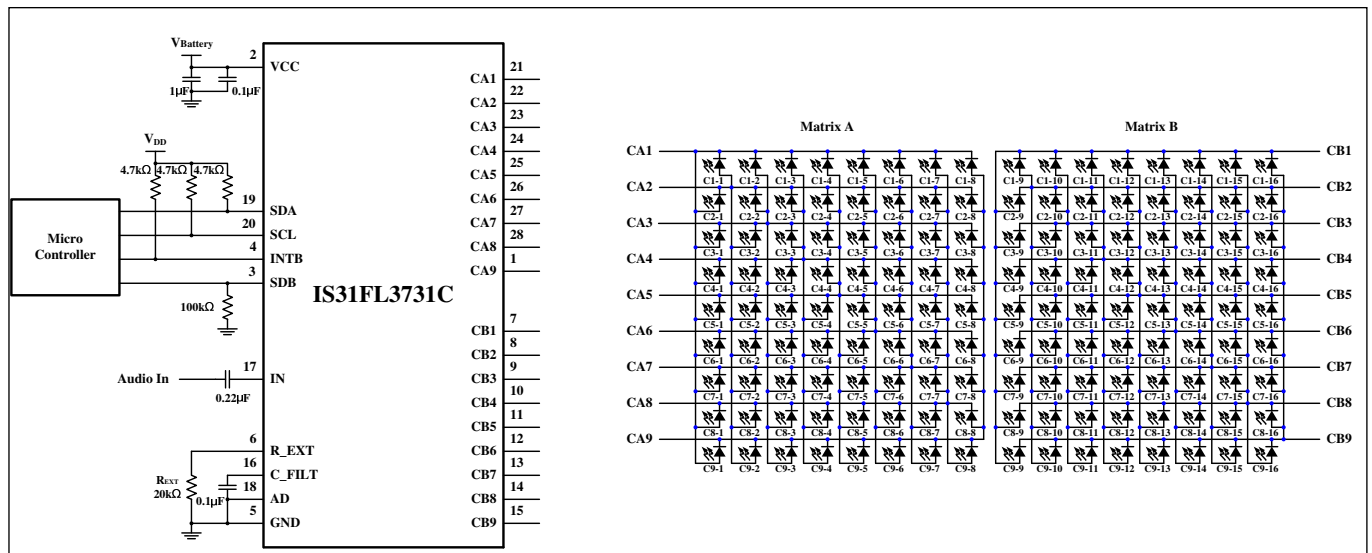 VBattery
2
VCC
1μF
0.1μF
VDD
4.7kΩ 4.7kΩ 4.7kΩ
Micro
Controller
19
SDA
20
SCL
4
INTB
3
SDB
100kΩ
IS31FL3731C
Audio In
0.22μF
17
IN
6
R_EXT
16
C_FILT
18
AD
5
GND
REXT
20kΩ
0.1μF
21
CA1
22
CA2
23
CA3
24
CA4
25
CA5
26
CA6
27
CA7
28
CA8
1
CA9
7
CB1
8
CB2
9
CB3
10
CB4
11
CB5
12
CB6
13
CB7
14
CB8
15
CB9
Matrix A Matrix B
CA1 CB1
C1-1 C1-2 C1-3 C1-4 C1-5 C1-6 C1-7 C1-8 C1-9 C1-10 C1-11 C1-12 C1-13 C1-14 C1-15 C1-16
CA2 CB2
C2-1 C2-2 C2-3 C2-4 C2-5 C2-6 C2-7 C2-8 C2-9 C2-10 C2-11 C2-12 C2-13 C2-14 C2-15 C2-16
CA3 CB3
C3-1 C3-2 C3-3 C3-4 C3-5 C3-6 C3-7 C3-8 C3-9 C3-10 C3-11 C3-12 C3-13 C3-14 C3-15 C3-16
CA4 CB4
C4-1 C4-2 C4-3 C4-4 C4-5 C4-6 C4-7 C4-8 C4-9 C4-10 C4-11 C4-12 C4-13 C4-14 C4-15 C4-16
CA5 CB5
C5-1 C5-2 C5-3 C5-4 C5-5 C5-6 C5-7 C5-8 C5-9 C5-10 C5-11 C5-12 C5-13 C5-14 C5-15 C5-16
CA6 CB6
C6-1 C6-2 C6-3 C6-4 C6-5 C6-6 C6-7 C6-8 C6-9 C6-10 C6-11 C6-12 C6-13 C6-14 C6-15 C6-16
CA7 CB7
C7-1 C7-2 C7-3 C7-4 C7-5 C7-6 C7-7 C7-8 C7-9 C7-10 C7-11 C7-12 C7-13 C7-14 C7-15 C7-16
CA8 CB8
C8-1 C8-2 C8-3 C8-4 C8-5 C8-6 C8-7 C8-8 C8-9 C8-10 C8-11 C8-12 C8-13 C8-14 C8-15 C8-16
CA9 CB9
C9-1 C9-2 C9-3 C9-4 C9-5 C9-6 C9-7 C9-8 C9-9 C9-10 C9-11 C9-12 C9-13 C9-14 C9-15 C9-16